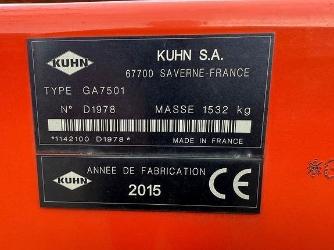 KUHN KUHN S.A.
67700 SAVERNE-FRANCE
TYPE GA7501
N° D1978 MASSE 1532 kg
*1142100 D1978* MADE IN FRANCE
KUHN ANNÉE DE FABRICATION
2015 CE